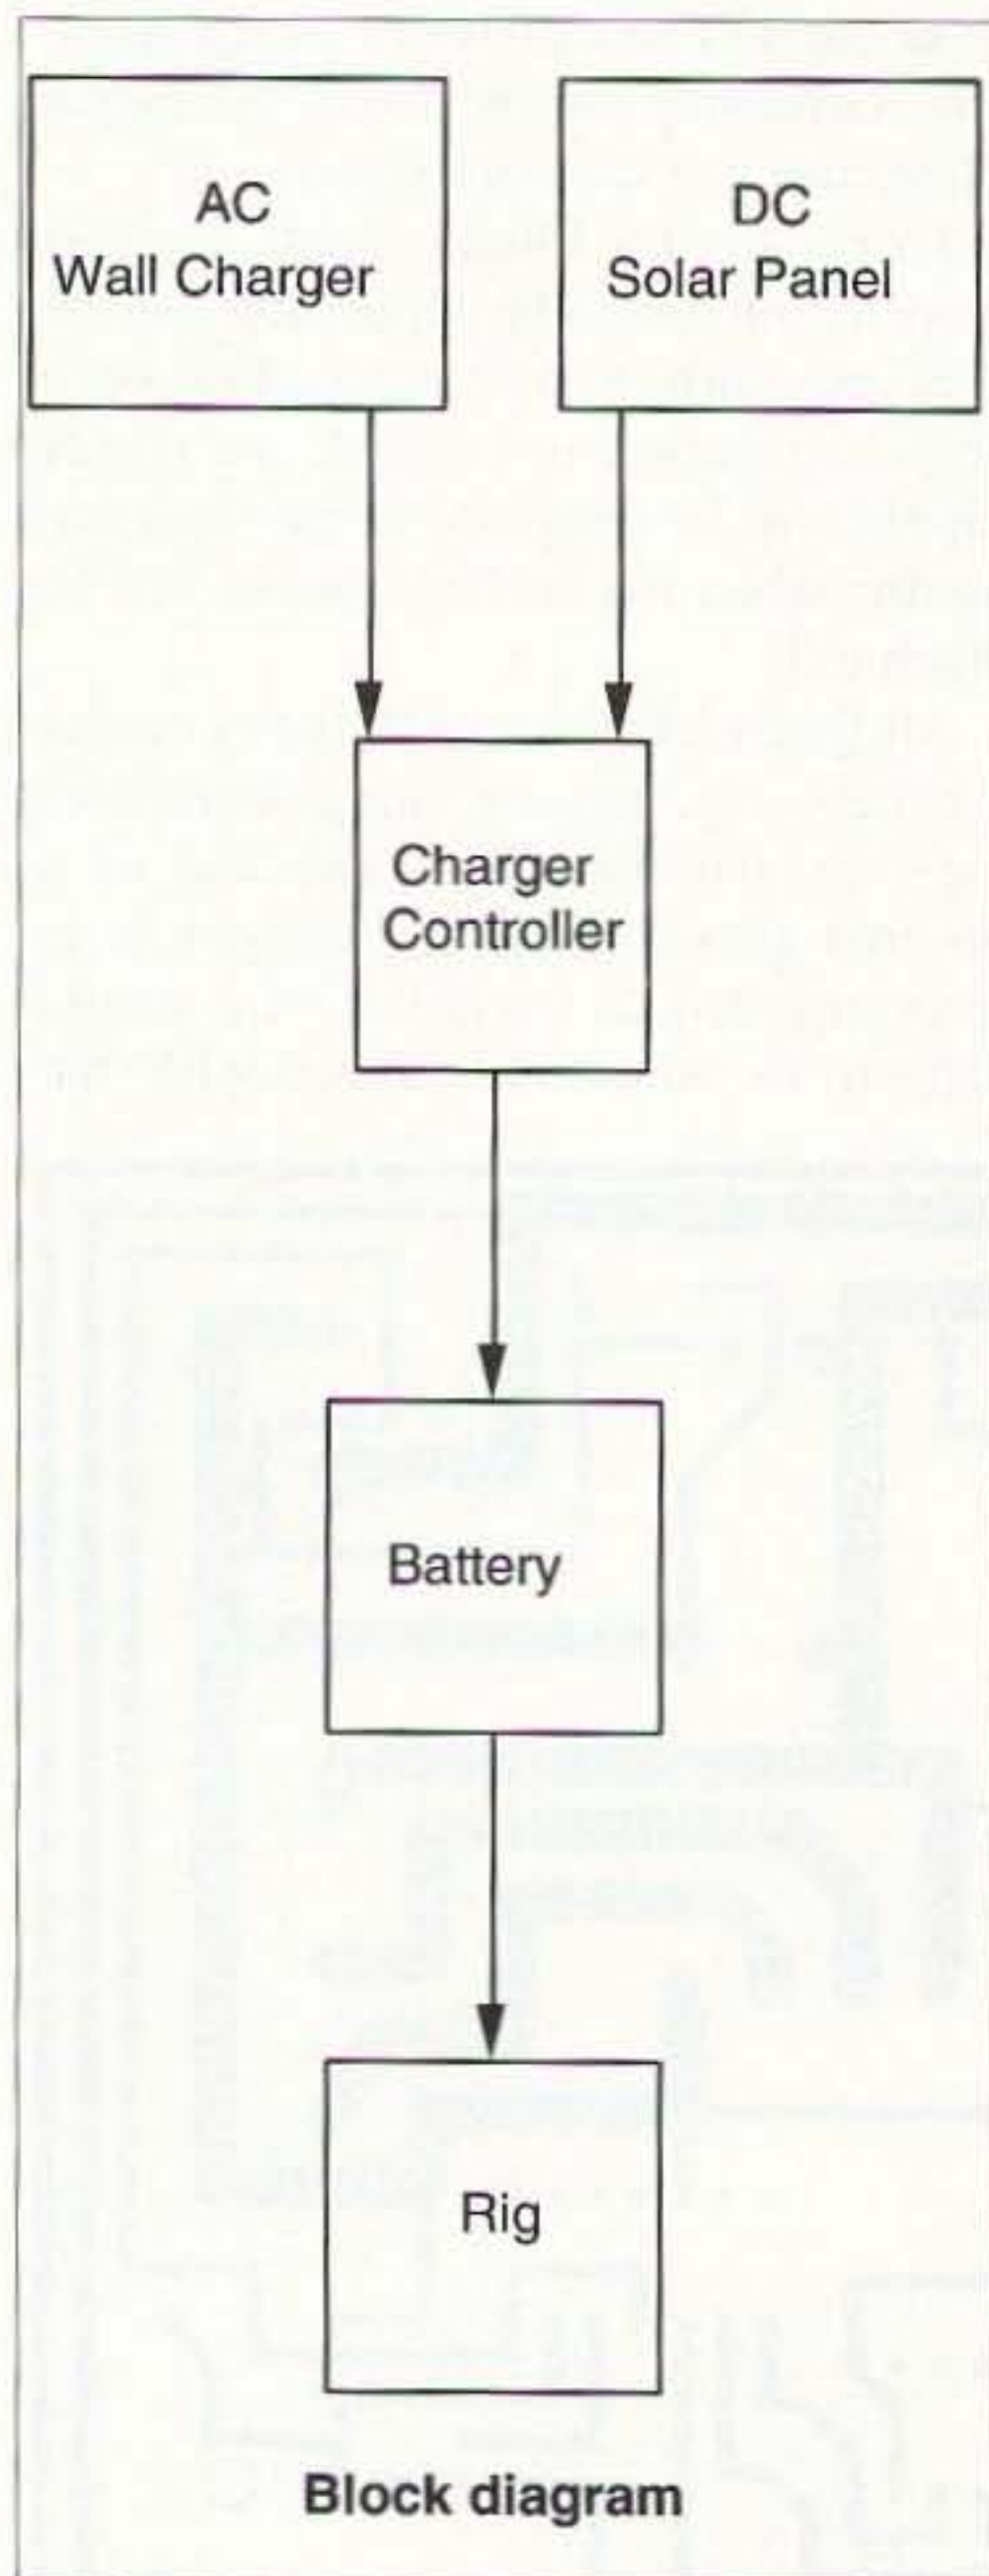 AC
Wall Charger
DC
Solar Panel
Charger
Controller
Battery
Rig
Block diagram